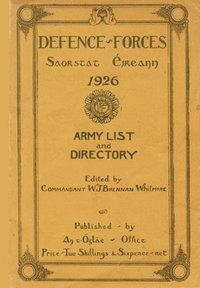 DEFENCE-FORCES
SAORSTÁT ÉIREANN
1926
ARMY LIST
and
DIRECTORY
Edited by
COMMANDANT W.J. BRENNAN WHITMORE
Published - by
An t-Óglác - Office
Price-Two Shillings & Sixpence-net